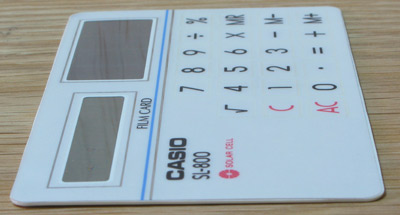 FILM CARD
CASIO
SL-800
SOLAR CELL
7 8 9 ÷ %
√ 4 5 6 × MR
C 1 2 3 − M−
AC 0 · = + M+